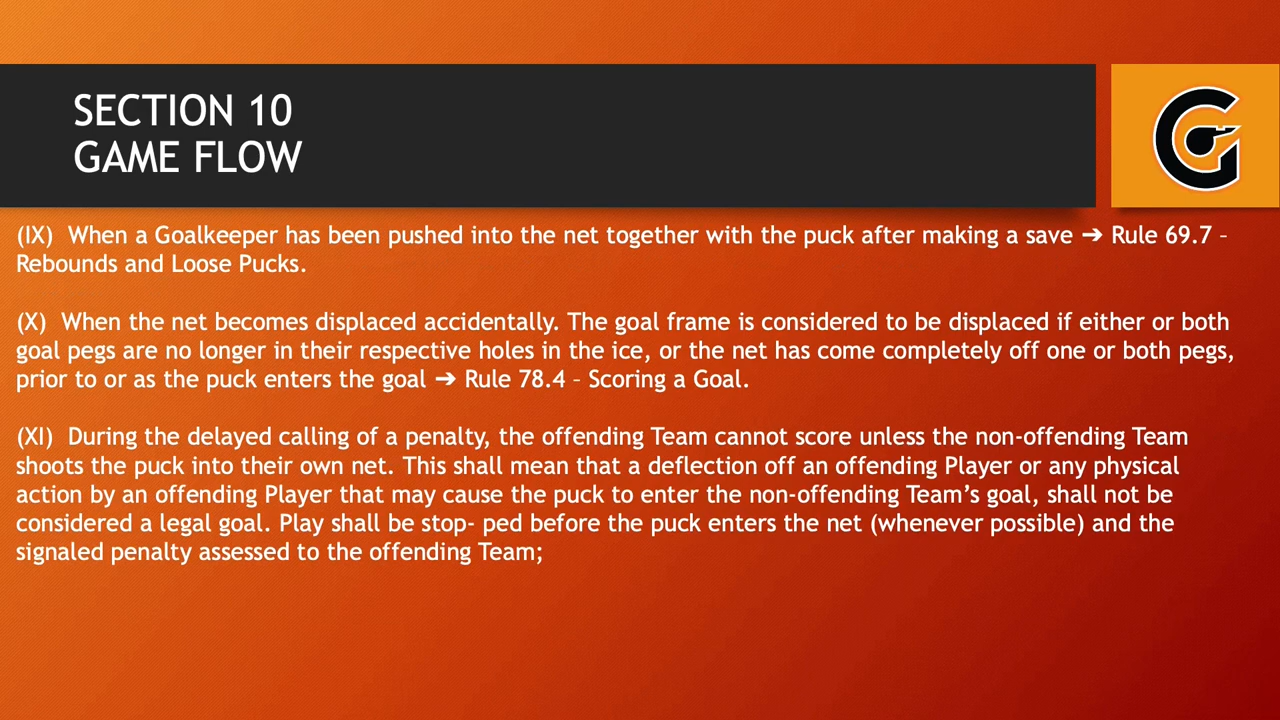 SECTION 10
GAME FLOW
(IX)  When a Goalkeeper has been pushed into the net together with the puck after making a save ➔ Rule 69.7 –
Rebounds and Loose Pucks.
(X)  When the net becomes displaced accidentally. The goal frame is considered to be displaced if either or both
goal pegs are no longer in their respective holes in the ice, or the net has come completely off one or both pegs,
prior to or as the puck enters the goal ➔ Rule 78.4 – Scoring a Goal.
(XI)  During the delayed calling of a penalty, the offending Team cannot score unless the non-offending Team
shoots the puck into their own net. This shall mean that a deflection off an offending Player or any physical
action by an offending Player that may cause the puck to enter the non-offending Team’s goal, shall not be
considered a legal goal. Play shall be stop- ped before the puck enters the net (whenever possible) and the
signaled penalty assessed to the offending Team;
G